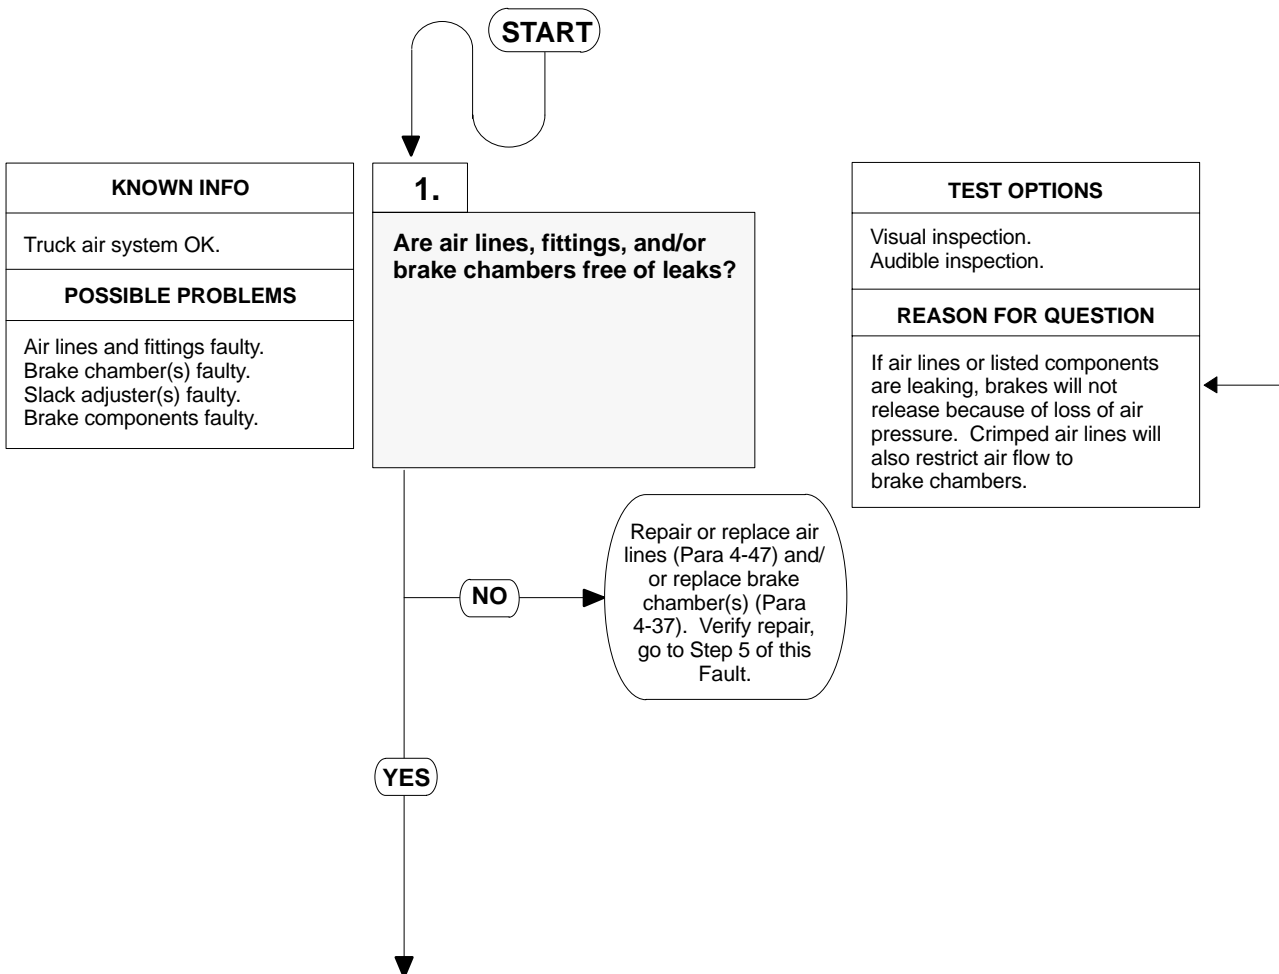 START
KNOWN INFO
Truck air system OK.
POSSIBLE PROBLEMS
Air lines and fittings faulty.
Brake chamber(s) faulty.
Slack adjuster(s) faulty.
Brake components faulty.
1.
Are air lines, fittings, and/or
brake chambers free of leaks?
TEST OPTIONS
Visual inspection.
Audible inspection.
REASON FOR QUESTION
If air lines or listed components
are leaking, brakes will not
release because of loss of air
pressure. Crimped air lines will
also restrict air flow to
brake chambers.
NO
Repair or replace air
lines (Para 4-47) and/
or replace brake
chamber(s) (Para
4-37). Verify repair,
go to Step 5 of this
Fault.
YES